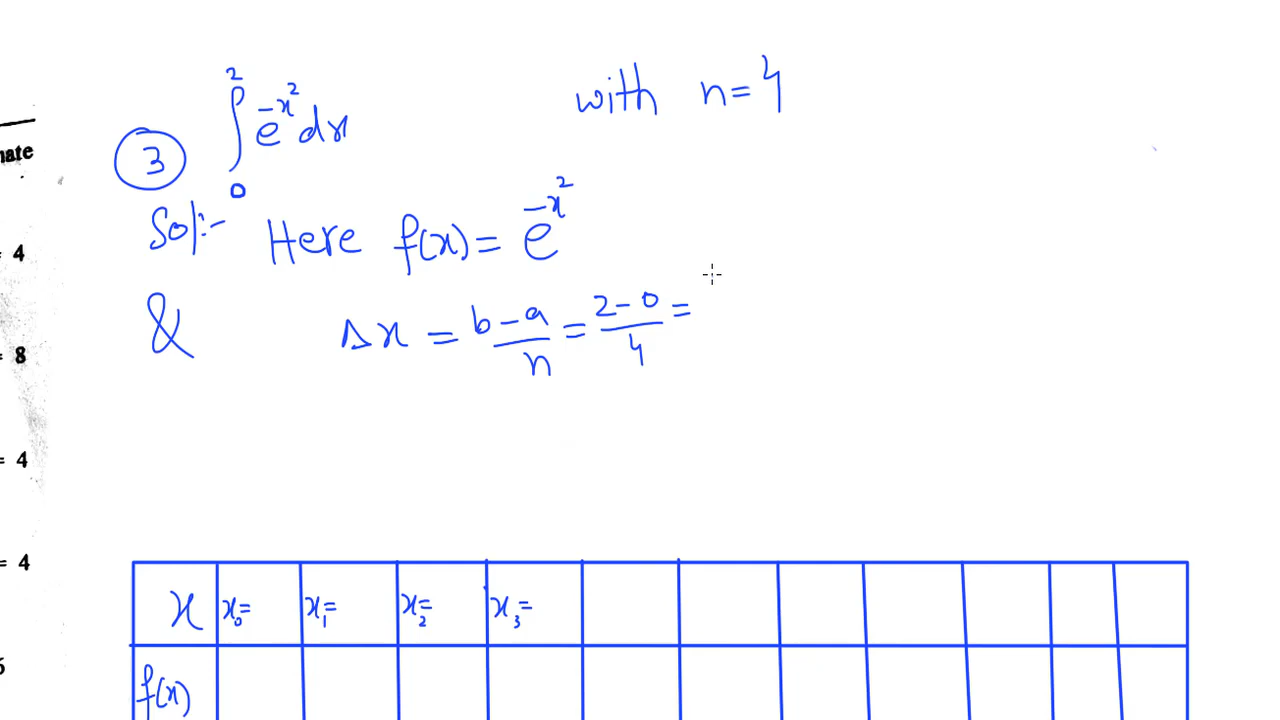 ∫₀² e^(-x²) dx with n=4
3
Sol:- Here f(x) = e^(-x²)
& Δx = (b-a)/n = (2-0)/4 =
nate
= 4
= 8
= 4
= 4
x x₀= x₁= x₂= x₃=
f(x)